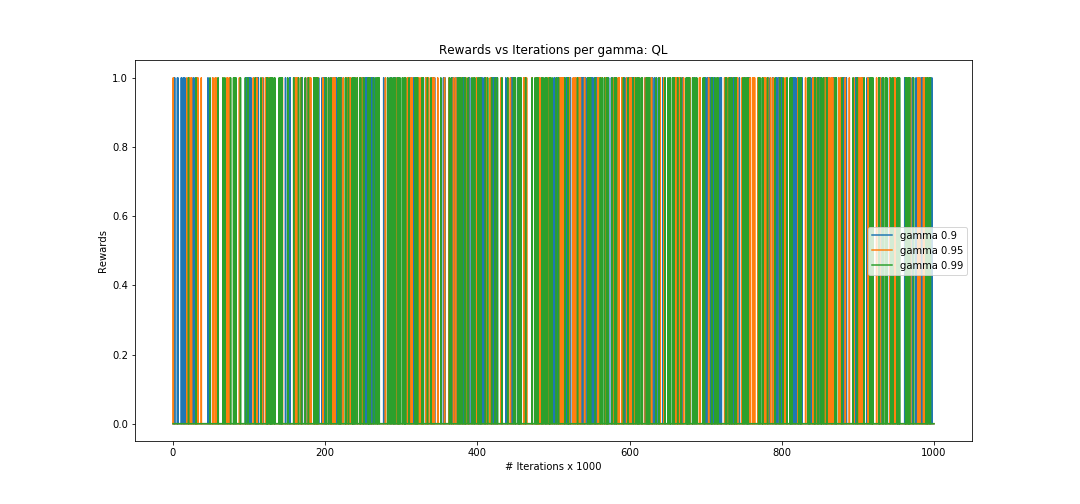 Rewards vs Iterations per gamma: QL
1.0
0.8
0.6
0.4
0.2
0.0
Rewards
gamma 0.9
gamma 0.95
gamma 0.99
0 200 400 600 800 1000
# Iterations x 1000